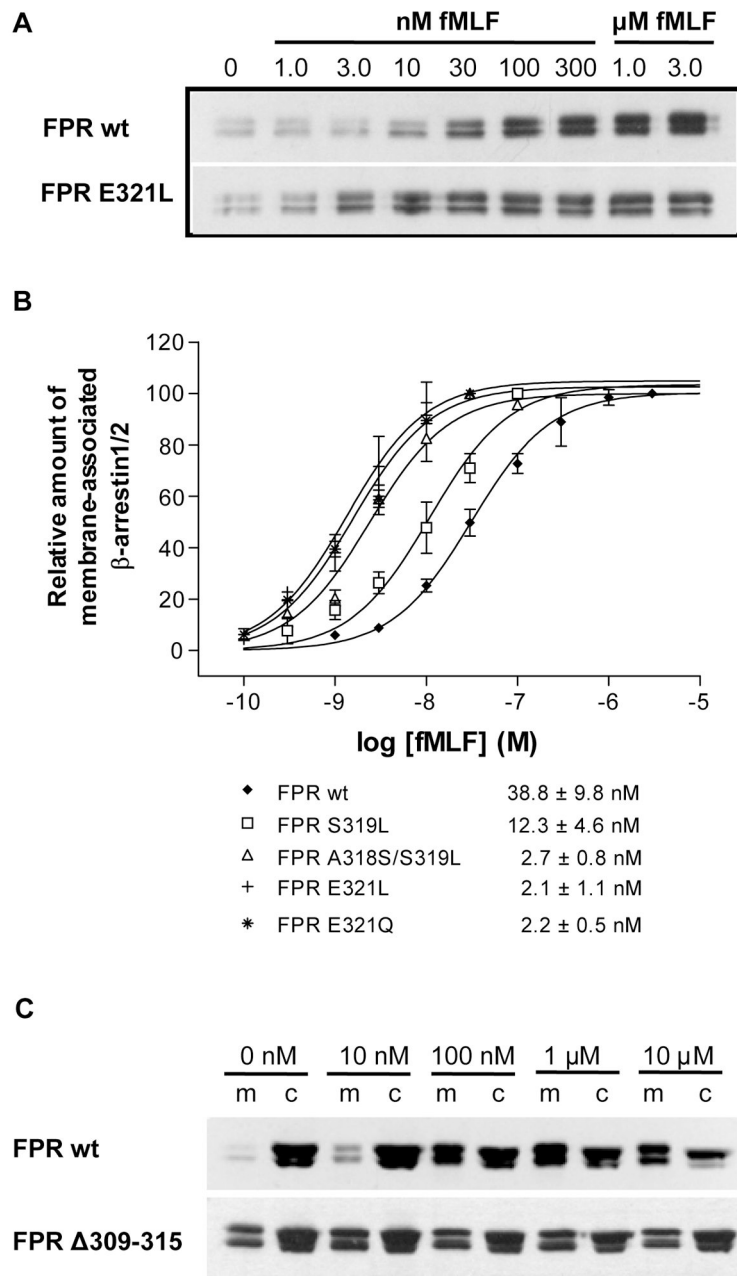 A
nM fMLF µM fMLF
0 1.0 3.0 10 30 100 300 1.0 3.0
FPR wt
FPR E321L
B
Relative amount of
membrane-associated
β-arrestin1/2
120
100
80
60
40
20
0
-10 -9 -8 -7 -6 -5
log [fMLF] (M)
FPR wt 38.8 ± 9.8 nM
FPR S319L 12.3 ± 4.6 nM
FPR A318S/S319L 2.7 ± 0.8 nM
FPR E321L 2.1 ± 1.1 nM
FPR E321Q 2.2 ± 0.5 nM
C
0 nM 10 nM 100 nM 1 µM 10 µM
m c m c m c m c m c
FPR wt
FPR Δ309-315